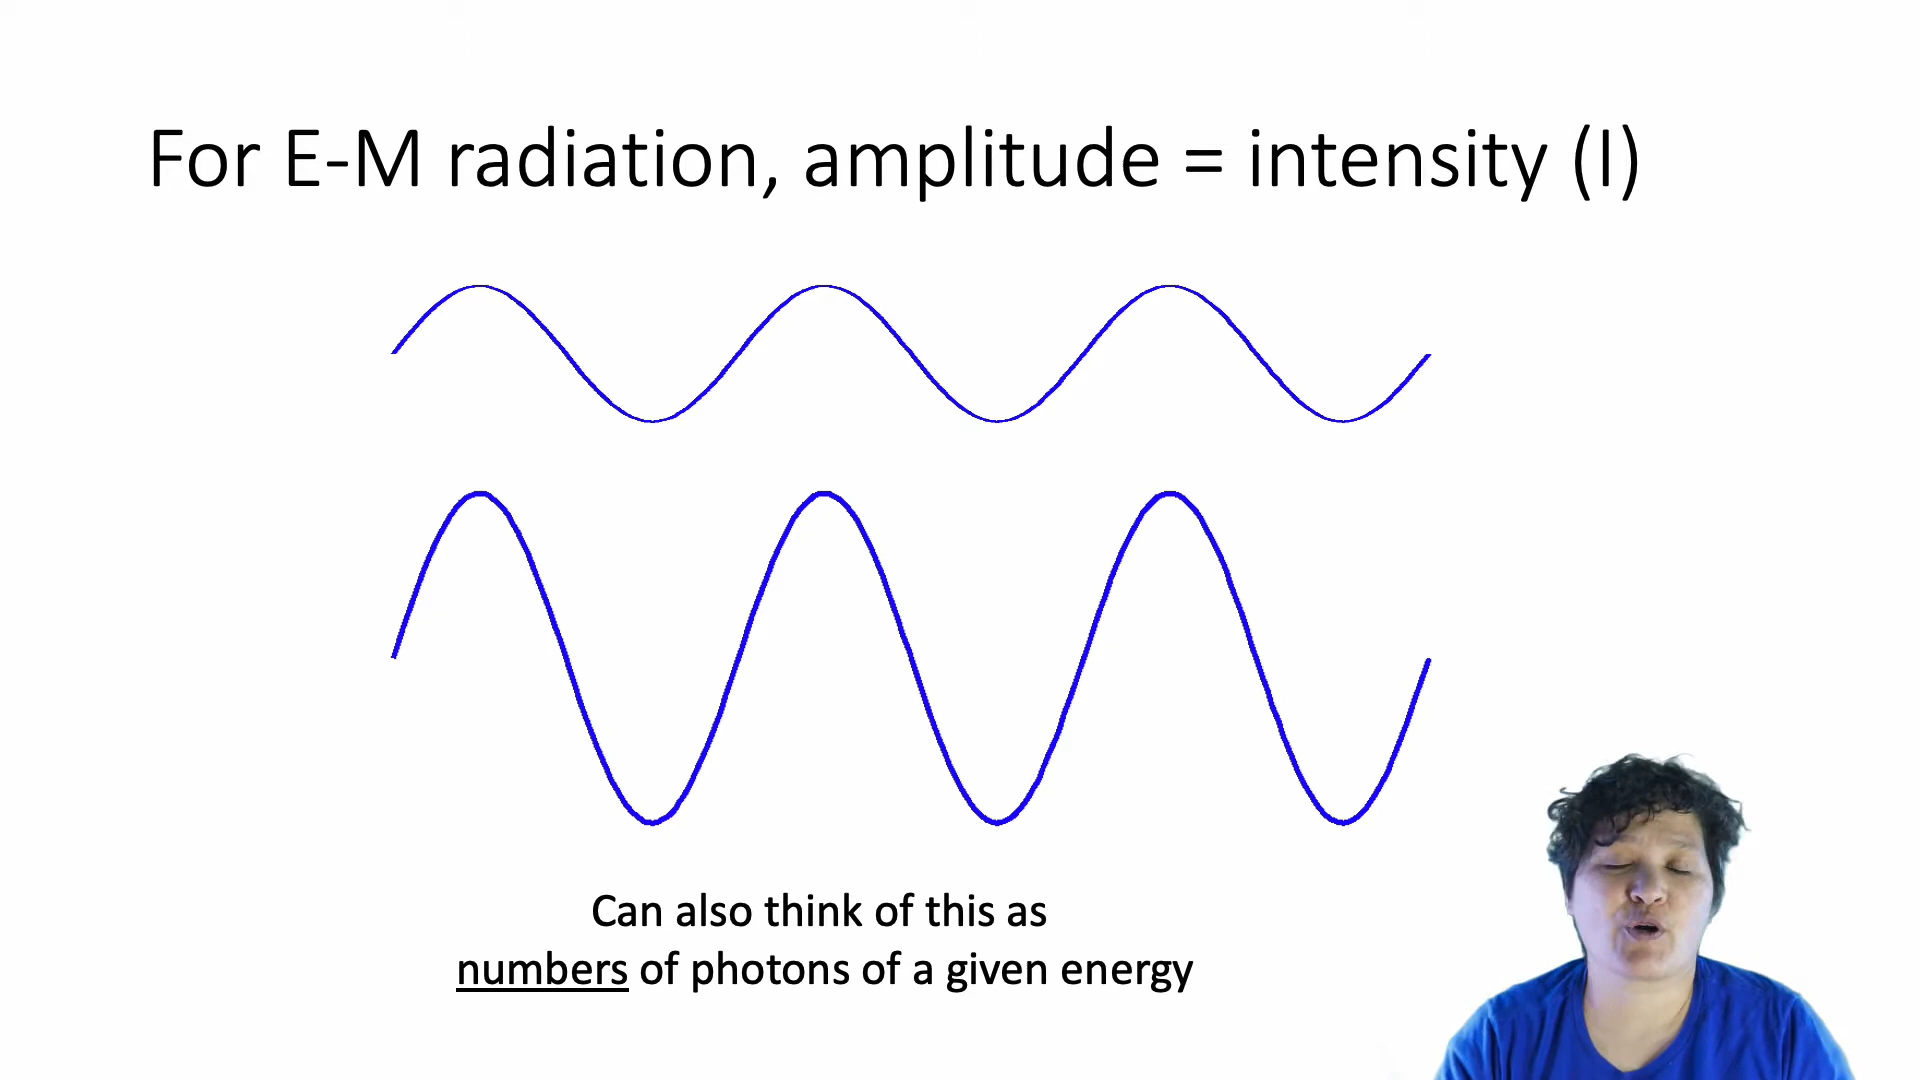 For E-M radiation, amplitude = intensity (I)
Can also think of this as
numbers of photons of a given energy